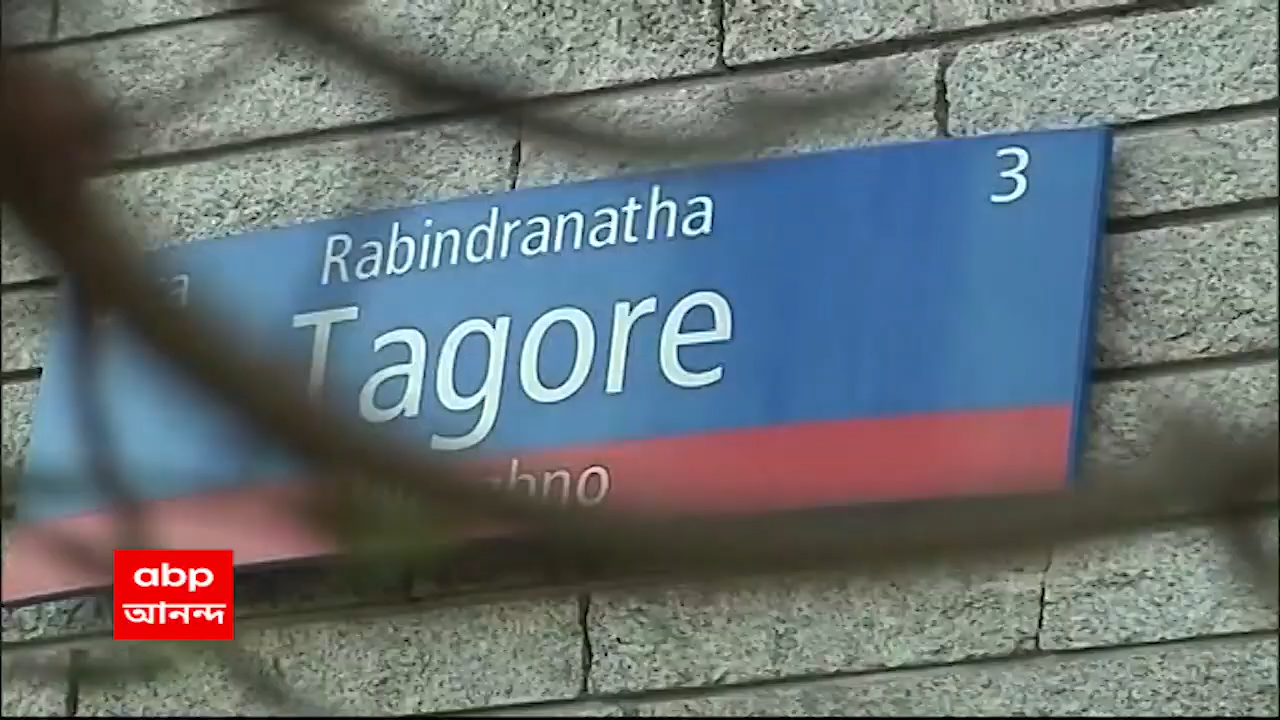 3
Rabindranatha
Tagore
abp
আনন্দ